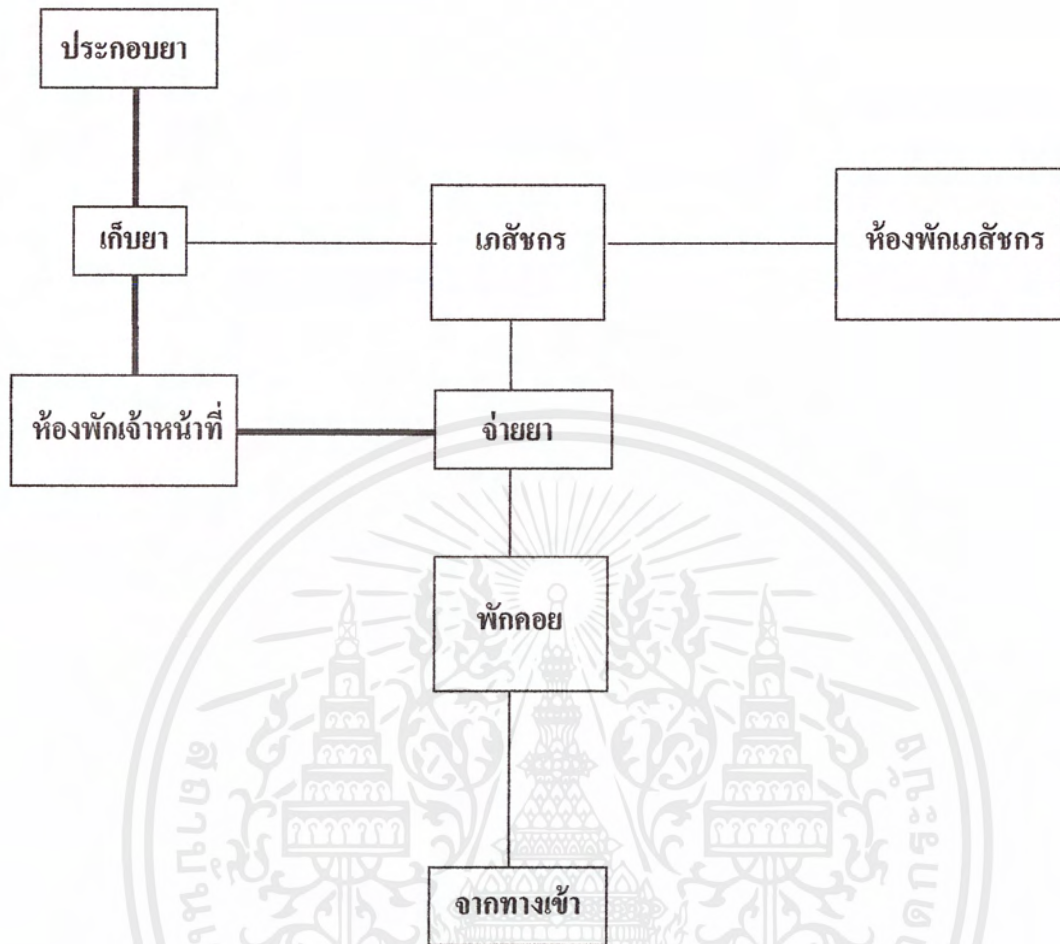 ประกอบยา
เก็บยา
เภสัชกร
ห้องพักเภสัชกร
ห้องพักเจ้าหน้าที่
จ่ายยา
พักคอย
จากทางเข้า